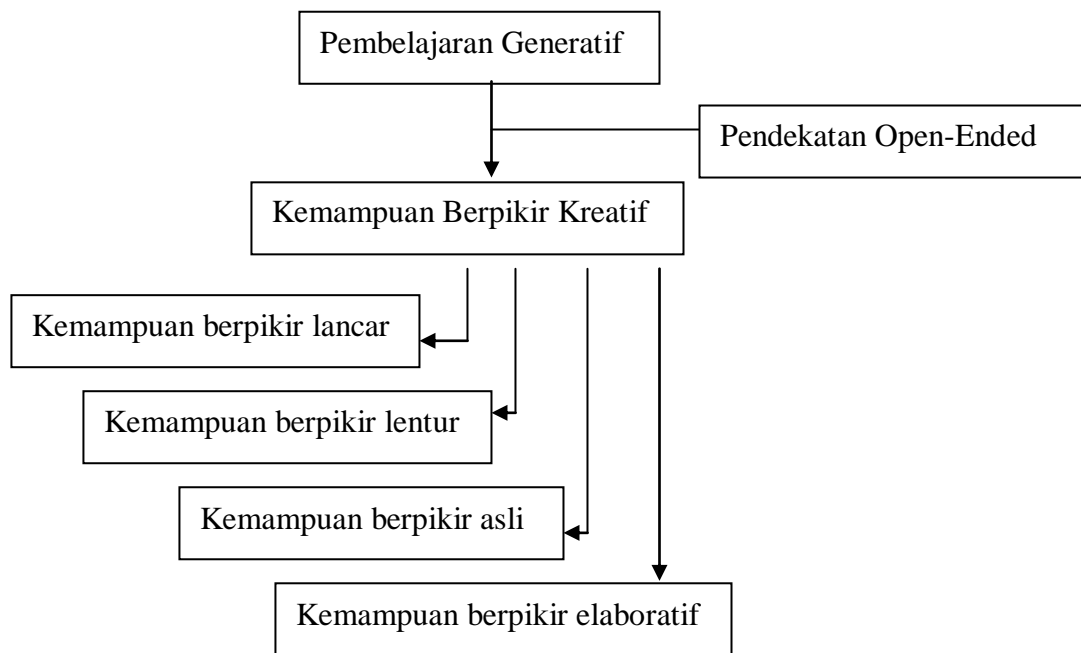 Pembelajaran Generatif
Pendekatan Open-Ended
Kemampuan Berpikir Kreatif
Kemampuan berpikir lancar
Kemampuan berpikir lentur
Kemampuan berpikir asli
Kemampuan berpikir elaboratif